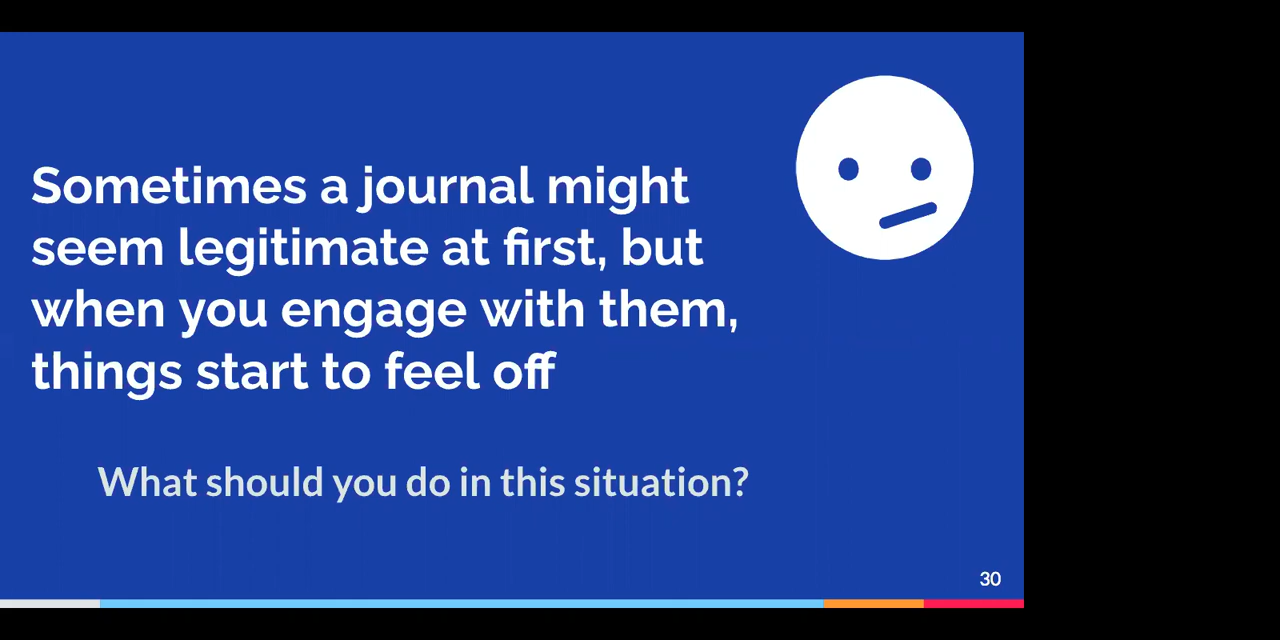 Sometimes a journal might
seem legitimate at first, but
when you engage with them,
things start to feel off
What should you do in this situation?
30